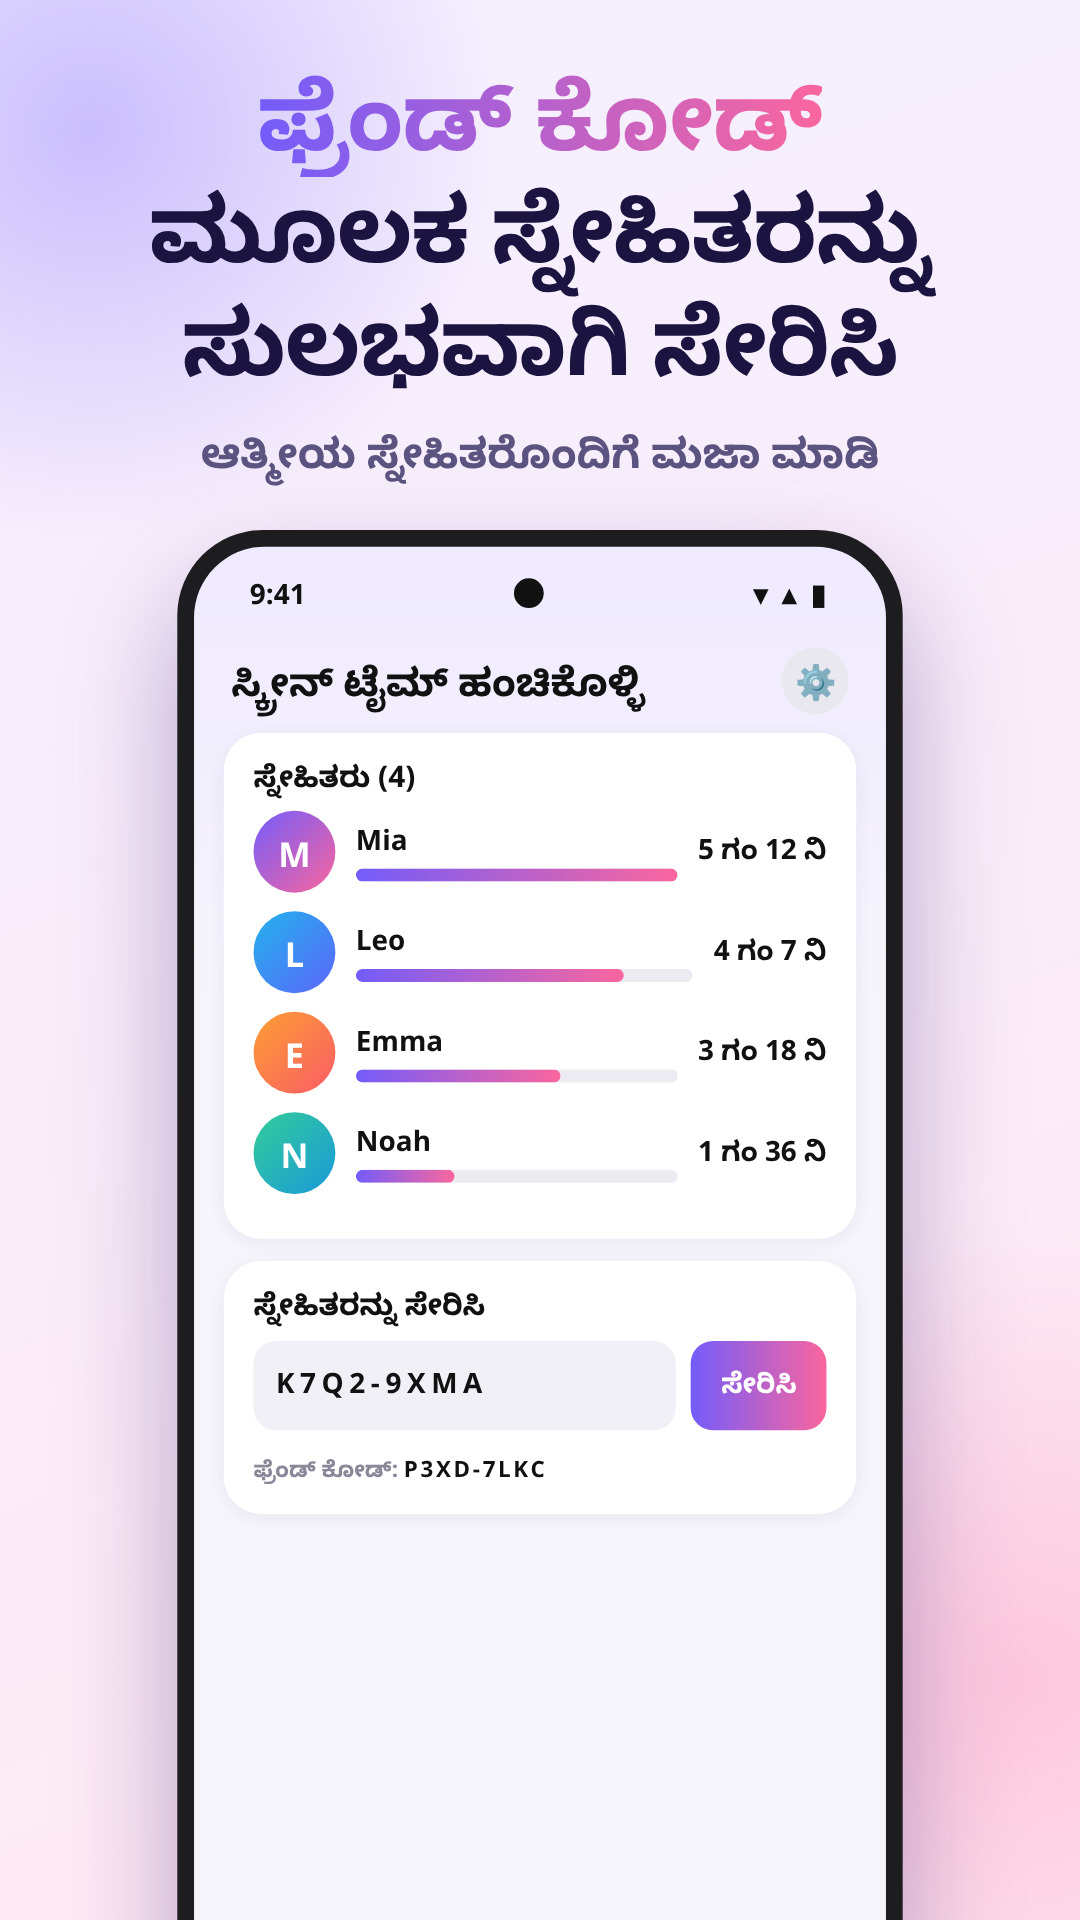 ಫ್ರೆಂಡ್ ಕೋಡ್
ಮೂಲಕ ಸ್ನೇಹಿತರನ್ನು
ಸುಲಭವಾಗಿ ಸೇರಿಸಿ
ಆತ್ಮೀಯ ಸ್ನೇಹಿತರೊಂದಿಗೆ ಮಜಾ ಮಾಡಿ
9:41
ಸ್ಕ್ರೀನ್ ಟೈಮ್ ಹಂಚಿಕೊಳ್ಳಿ
ಸ್ನೇಹಿತರು (4)
M Mia 5 ಗಂ 12 ನಿ
L Leo 4 ಗಂ 7 ನಿ
E Emma 3 ಗಂ 18 ನಿ
N Noah 1 ಗಂ 36 ನಿ
ಸ್ನೇಹಿತರನ್ನು ಸೇರಿಸಿ
K7Q2-9XMA ಸೇರಿಸಿ
ಫ್ರೆಂಡ್ ಕೋಡ್: P3XD-7LKC